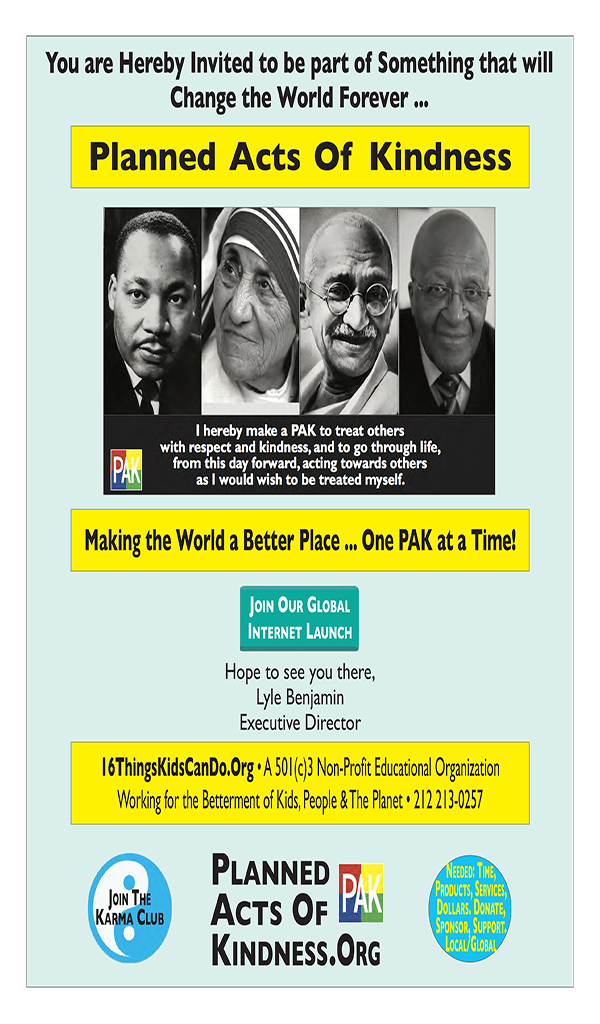 You are Hereby Invited to be part of Something that will
Change the World Forever ...
Planned Acts Of Kindness
I hereby make a PAK to treat others
with respect and kindness, and to go through life,
from this day forward, acting towards others
as I would wish to be treated myself.
PAK
Making the World a Better Place ... One PAK at a Time!
Join Our Global
Internet Launch
Hope to see you there,
Lyle Benjamin
Executive Director
16ThingsKidsCanDo.Org • A 501(c)3 Non-Profit Educational Organization
Working for the Betterment of Kids, People & The Planet • 212 213-0257
Join The
Karma Club
Planned
Acts Of
Kindness.Org
PAK
Needed: Time,
Products, Services,
Dollars. Donate,
Sponsor, Support.
Local/Global